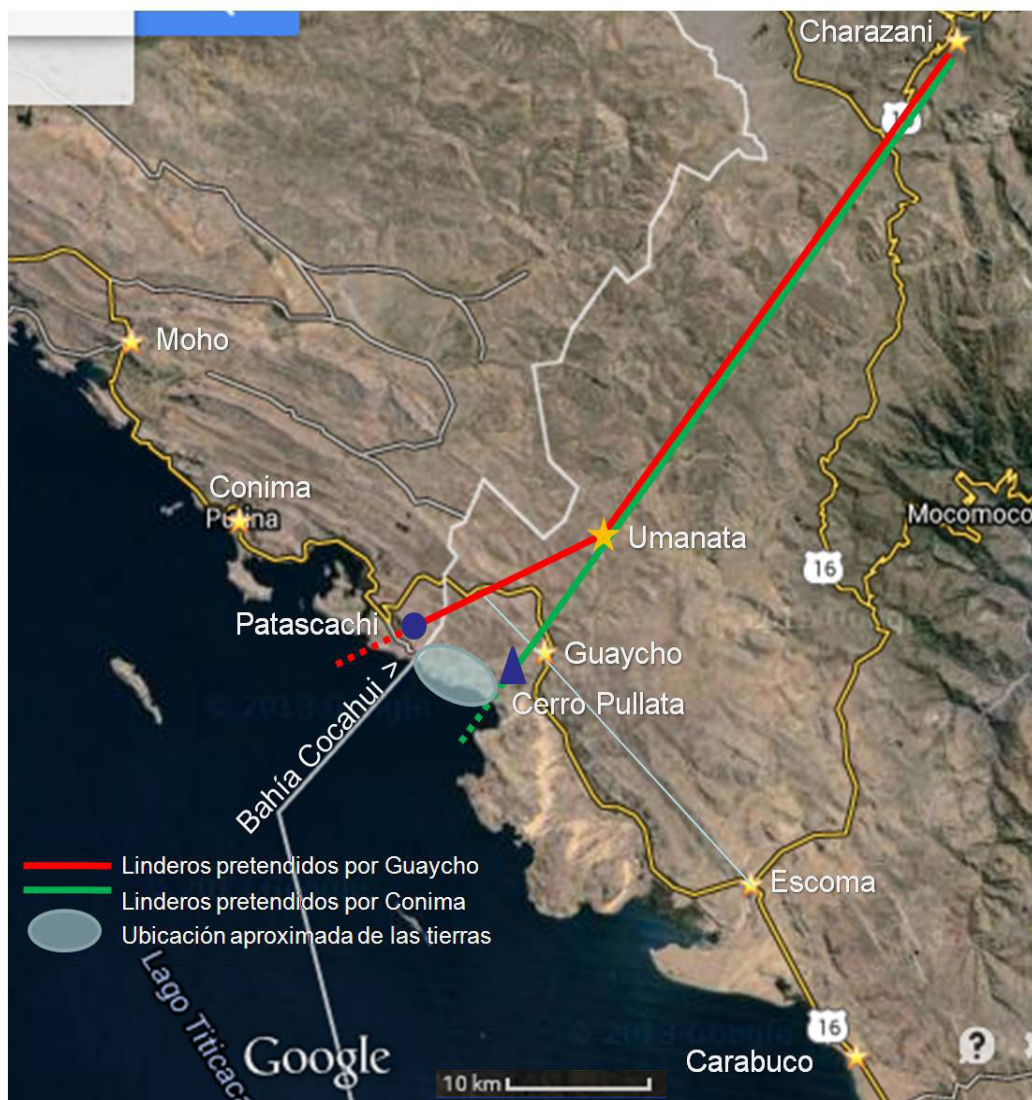 Charazani
Moho
Conima
Mocomoco
Umanata
16
Patascachi
Guaycho
Cerro Pullata
Bahía Cocahui >
Linderos pretendidos por Guaycho
Linderos pretendidos por Conima
Ubicación aproximada de las tierras
Escoma
Lago Titicaca
Google
16
Carabuco
?
10 km